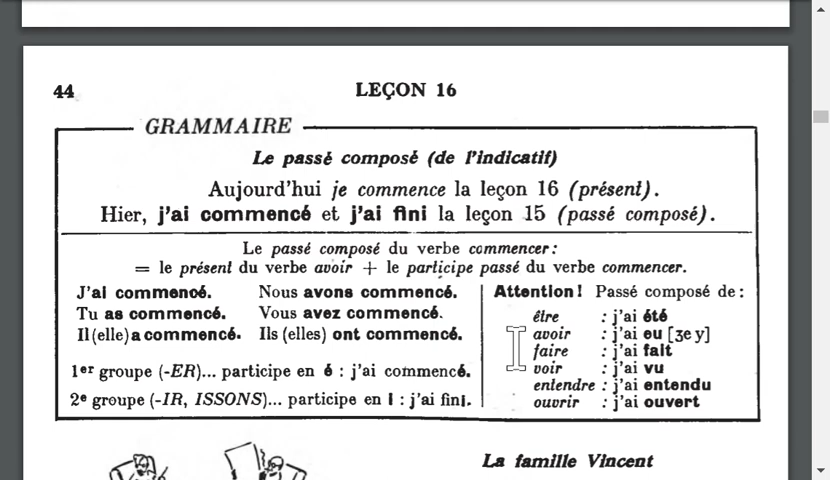 44
LEÇON 16
GRAMMAIRE
Le passé composé (de l'indicatif)
Aujourd'hui je commence la leçon 16 (présent).
Hier, j'ai commencé et j'ai fini la leçon 15 (passé composé).
Le passé composé du verbe commencer:
= le présent du verbe avoir + le participe passé du verbe commencer.
J'ai commencé. Nous avons commencé.
Tu as commencé. Vous avez commencé.
Il (elle) a commencé. Ils (elles) ont commencé.
1er groupe (-ER)... participe en é : j'ai commencé.
2e groupe (-IR, ISSONS)... participe en i : j'ai fini.
Attention! Passé composé de :
être : j'ai été
avoir : j'ai eu [ʒe y]
faire : j'ai fait
voir : j'ai vu
entendre : j'ai entendu
ouvrir : j'ai ouvert
La famille Vincent